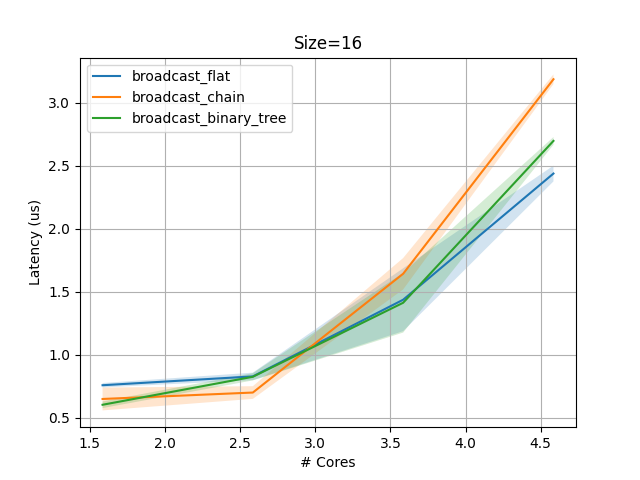 Size=16
broadcast_flat
broadcast_chain
broadcast_binary_tree
Latency (us)
3.0
2.5
2.0
1.5
1.0
0.5
1.5 2.0 2.5 3.0 3.5 4.0 4.5
# Cores